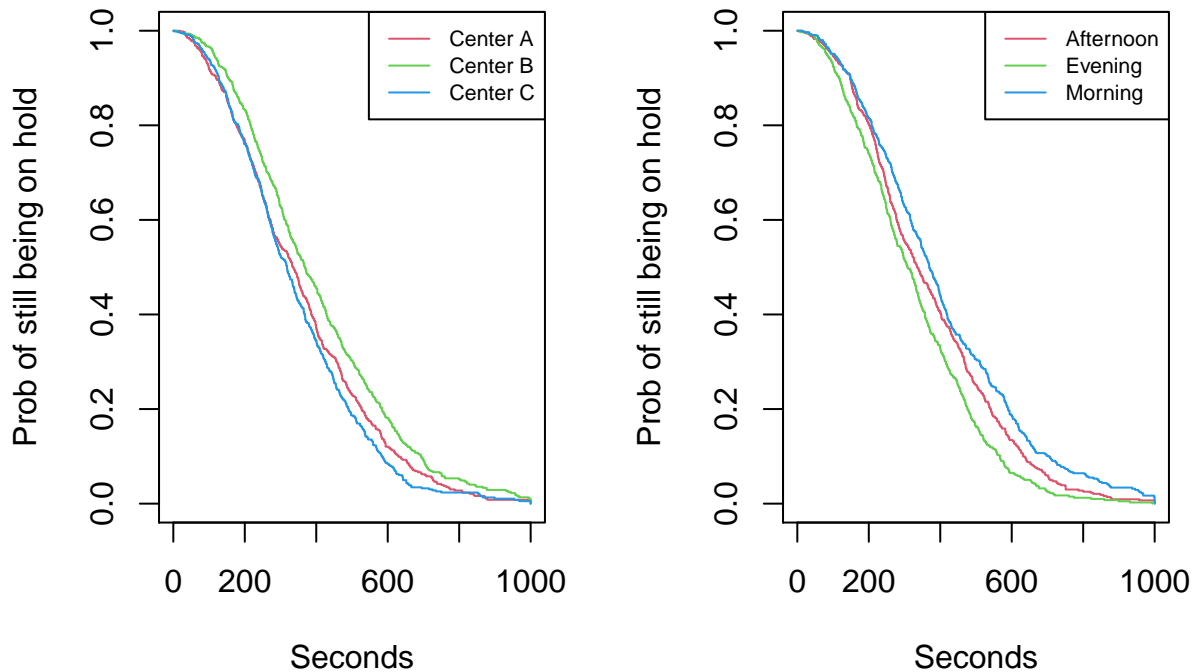 Prob of still being on hold
1.0
0.8
0.6
0.4
0.2
0.0
Center A
Center B
Center C
0 200 600 1000
Seconds
Prob of still being on hold
1.0
0.8
0.6
0.4
0.2
0.0
Afternoon
Evening
Morning
0 200 600 1000
Seconds